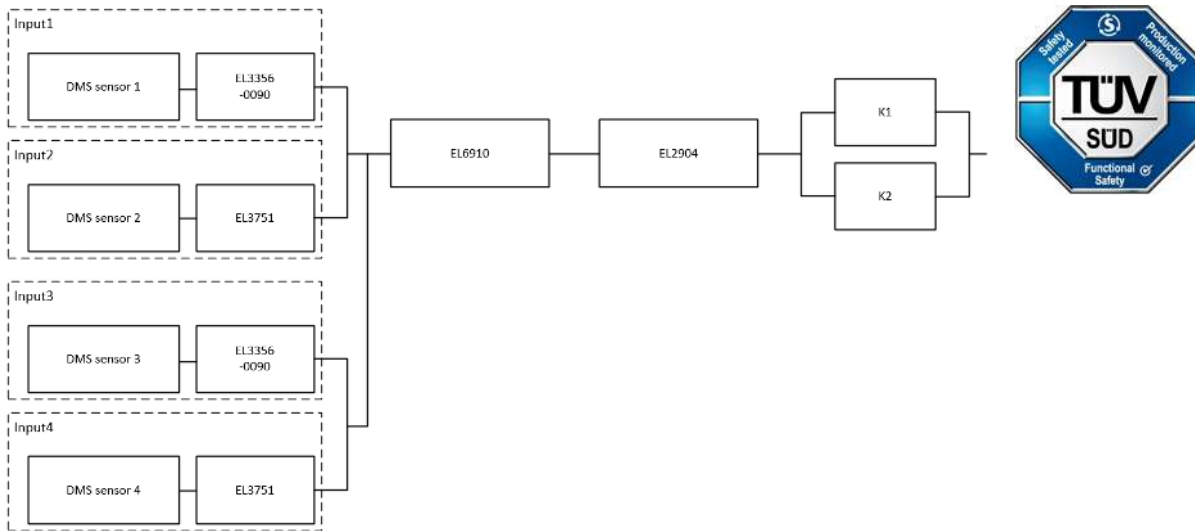 Input1
DMS sensor 1
EL3356
-0090
Input2
DMS sensor 2
EL3751
Input3
DMS sensor 3
EL3356
-0090
Input4
DMS sensor 4
EL3751
EL6910
EL2904
K1
K2
Safety
tested
Production
monitored
TÜV
SÜD
Functional
Safety